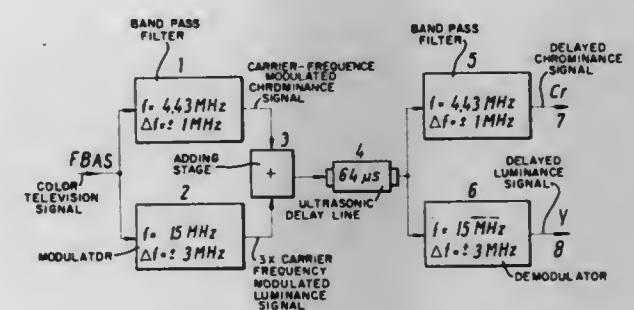 BAND PASS
FILTER
1
f= 4,43 MHz
Δf= ± 1MHz
CARRIER-FREQUENCY
MODULATED
CHROMINANCE
SIGNAL
3
ADDING
STAGE
+
FBAS
COLOR
TELEVISION
SIGNAL
2
f= 15 MHz
Δf= ± 3MHz
MODULATOR
3X CARRIER
FREQUENCY
MODULATED
LUMINANCE
SIGNAL
4
64 µs
ULTRASONIC
DELAY LINE
BAND PASS
FILTER
5
f= 4,43 MHz
Δf= ± 1MHz
DELAYED
CHROMINANCE
SIGNAL
Cr
7
6
f= 15 MHz
Δf= ± 3MHz
DEMODULATOR
DELAYED
LUMINANCE
SIGNAL
Y
8